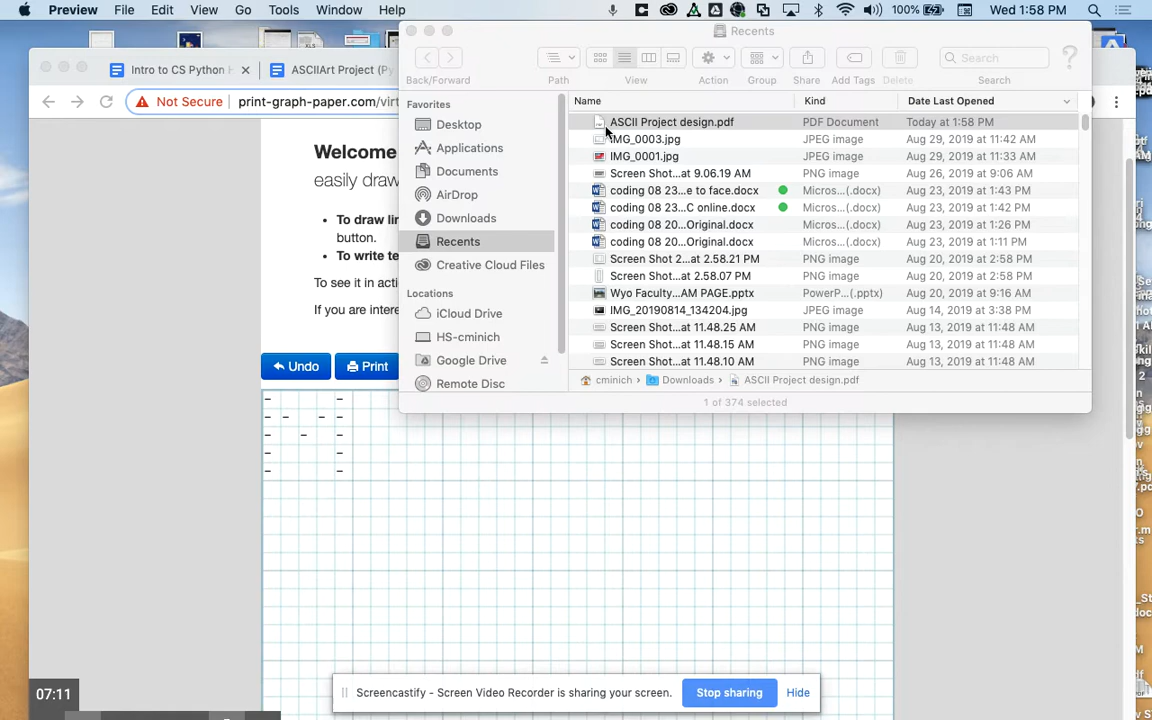 Preview File Edit View Go Tools Window Help 100% Wed 1:58 PM
Recents
Back/Forward Path View Action Group Share Add Tags Delete Search
Search
Intro to CS Python H
ASCIIArt Project (Py
Not Secure print-graph-paper.com/virt
Favorites
Desktop
Applications
Documents
AirDrop
Downloads
Recents
Creative Cloud Files
Locations
iCloud Drive
HS-cminich
Google Drive
Remote Disc
Name Kind Date Last Opened
ASCII Project design.pdf PDF Document Today at 1:58 PM
IMG_0003.jpg JPEG image Aug 29, 2019 at 11:42 AM
IMG_0001.jpg JPEG image Aug 29, 2019 at 11:33 AM
Screen Shot...at 9.06.19 AM PNG image Aug 26, 2019 at 9:06 AM
coding 08 23...e to face.docx Micros...(.docx) Aug 23, 2019 at 1:43 PM
coding 08 23...C online.docx Micros...(.docx) Aug 23, 2019 at 1:42 PM
coding 08 20...Original.docx Micros...(.docx) Aug 23, 2019 at 1:26 PM
coding 08 20...Original.docx Micros...(.docx) Aug 23, 2019 at 1:11 PM
Screen Shot 2...at 2.58.21 PM PNG image Aug 20, 2019 at 2:58 PM
Screen Shot...at 2.58.07 PM PNG image Aug 20, 2019 at 2:58 PM
Wyo Faculty...AM PAGE.pptx PowerP...(.pptx) Aug 20, 2019 at 9:16 AM
IMG_20190814_134204.jpg JPEG image Aug 14, 2019 at 3:38 PM
Screen Shot...at 11.48.25 AM PNG image Aug 13, 2019 at 11:48 AM
Screen Shot...at 11.48.15 AM PNG image Aug 13, 2019 at 11:48 AM
Screen Shot...at 11.48.10 AM PNG image Aug 13, 2019 at 11:48 AM
cminich › Downloads › ASCII Project design.pdf
1 of 374 selected
Welcome
easily draw
• To draw lin
button.
• To write te
To see it in acti
If you are intere
Undo Print
– –
– – – –
– – –
– –
– –
Screencastify - Screen Video Recorder is sharing your screen. Stop sharing Hide
07:11